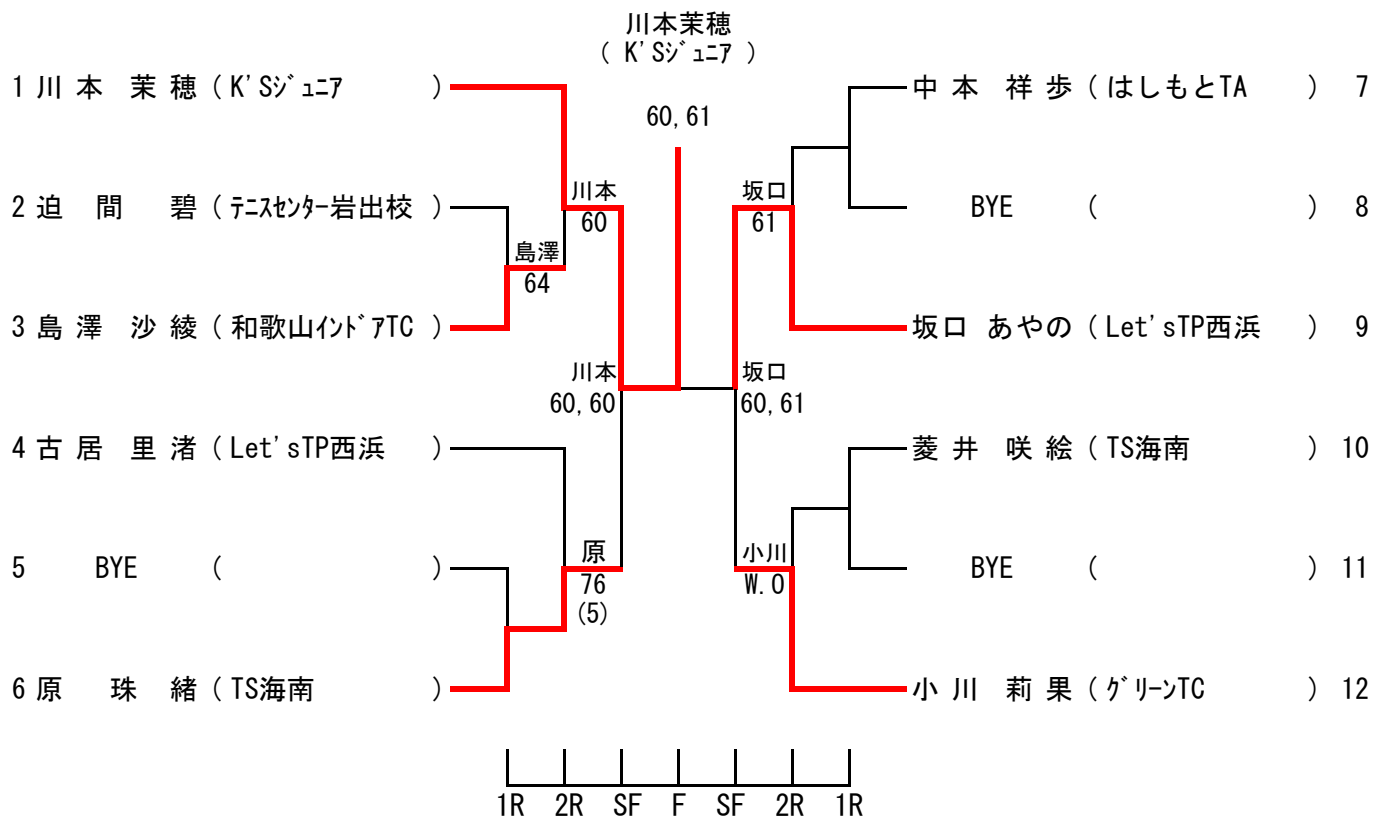 川本茉穂
( K'Sｼﾞｭﾆｱ )
60,61
1 川本 茉穂 ( K'Sｼﾞｭﾆｱ )
2 迫間 碧 ( ﾃﾆｽｾﾝﾀｰ岩出校 )
3 島澤 沙綾 ( 和歌山ｲﾝﾄﾞｱTC )
4 古居 里渚 ( Let'sTP西浜 )
5 BYE ( )
6 原 珠緒 ( TS海南 )
島澤
64
川本
60
原
76
(5)
川本
60,60
坂口
61
坂口
60,61
小川
W.O
中本 祥歩 ( はしもとTA ) 7
BYE ( ) 8
坂口 あやの ( Let'sTP西浜 ) 9
菱井 咲絵 ( TS海南 ) 10
BYE ( ) 11
小川 莉果 ( ｸﾞﾘｰﾝTC ) 12
1R 2R SF F SF 2R 1R